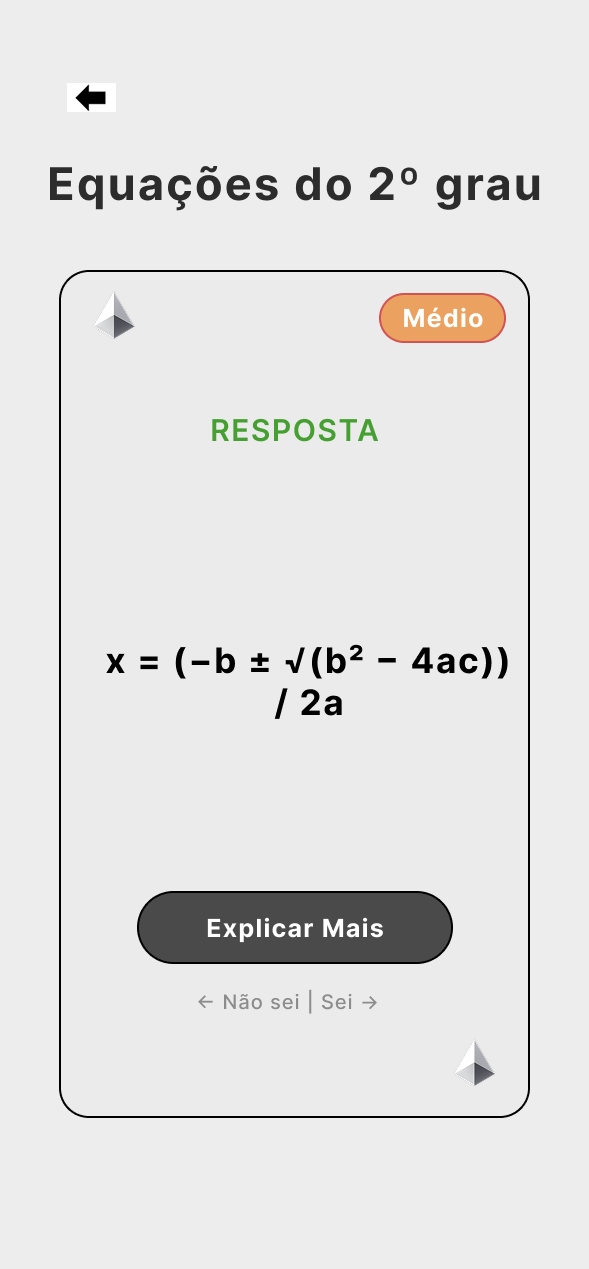 Equações do 2º grau
Médio
RESPOSTA
x = (−b ± √(b² − 4ac))
/ 2a
Explicar Mais
← Não sei | Sei →